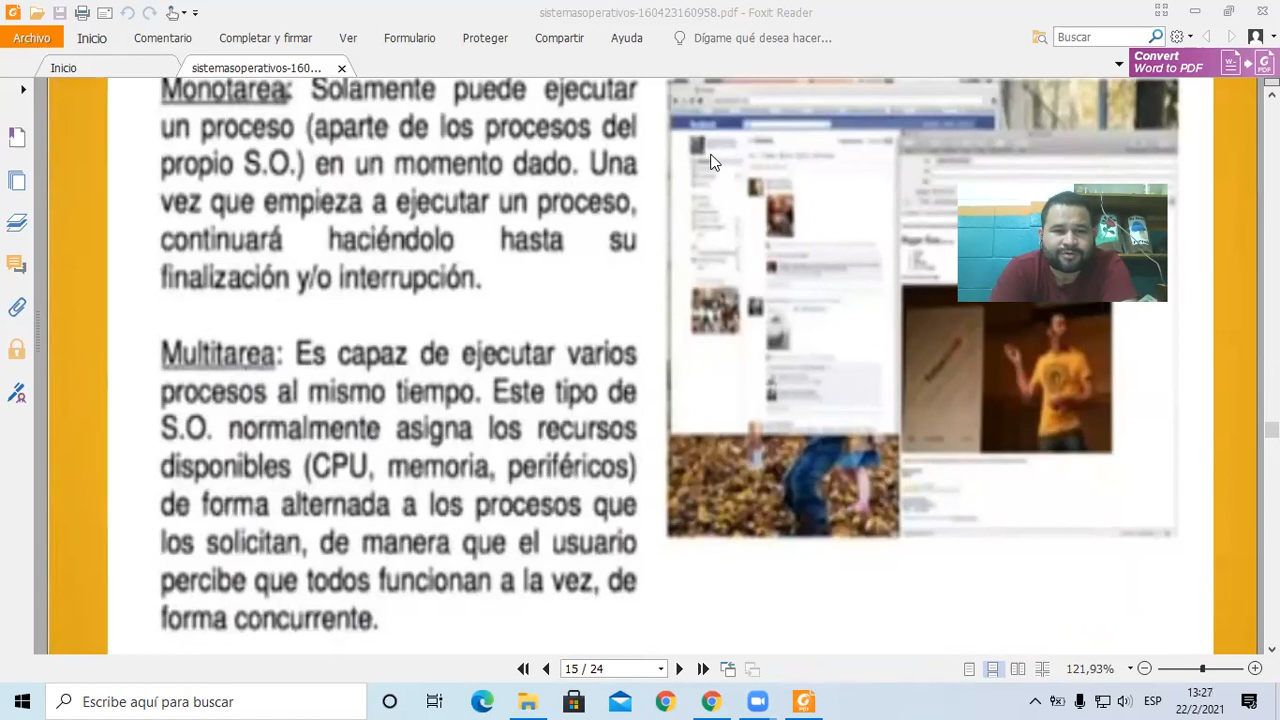 sistemasoperativos-160423160958.pdf - Foxit Reader
Archivo Inicio Comentario Completar y firmar Ver Formulario Proteger Compartir Ayuda Dígame qué desea hacer... Buscar
Inicio sistemasoperativos-160... Convert
Word to PDF
Monotarea: Solamente puede ejecutar
un proceso (aparte de los procesos del
propio S.O.) en un momento dado. Una
vez que empieza a ejecutar un proceso,
continuará haciéndolo hasta su
finalización y/o interrupción.
Multitarea: Es capaz de ejecutar varios
procesos al mismo tiempo. Este tipo de
S.O. normalmente asigna los recursos
disponibles (CPU, memoria, periféricos)
de forma alternada a los procesos que
los solicitan, de manera que el usuario
percibe que todos funcionan a la vez, de
forma concurrente.
facebook
15 / 24 121,93%
Escribe aquí para buscar ESP 13:27
22/2/2021